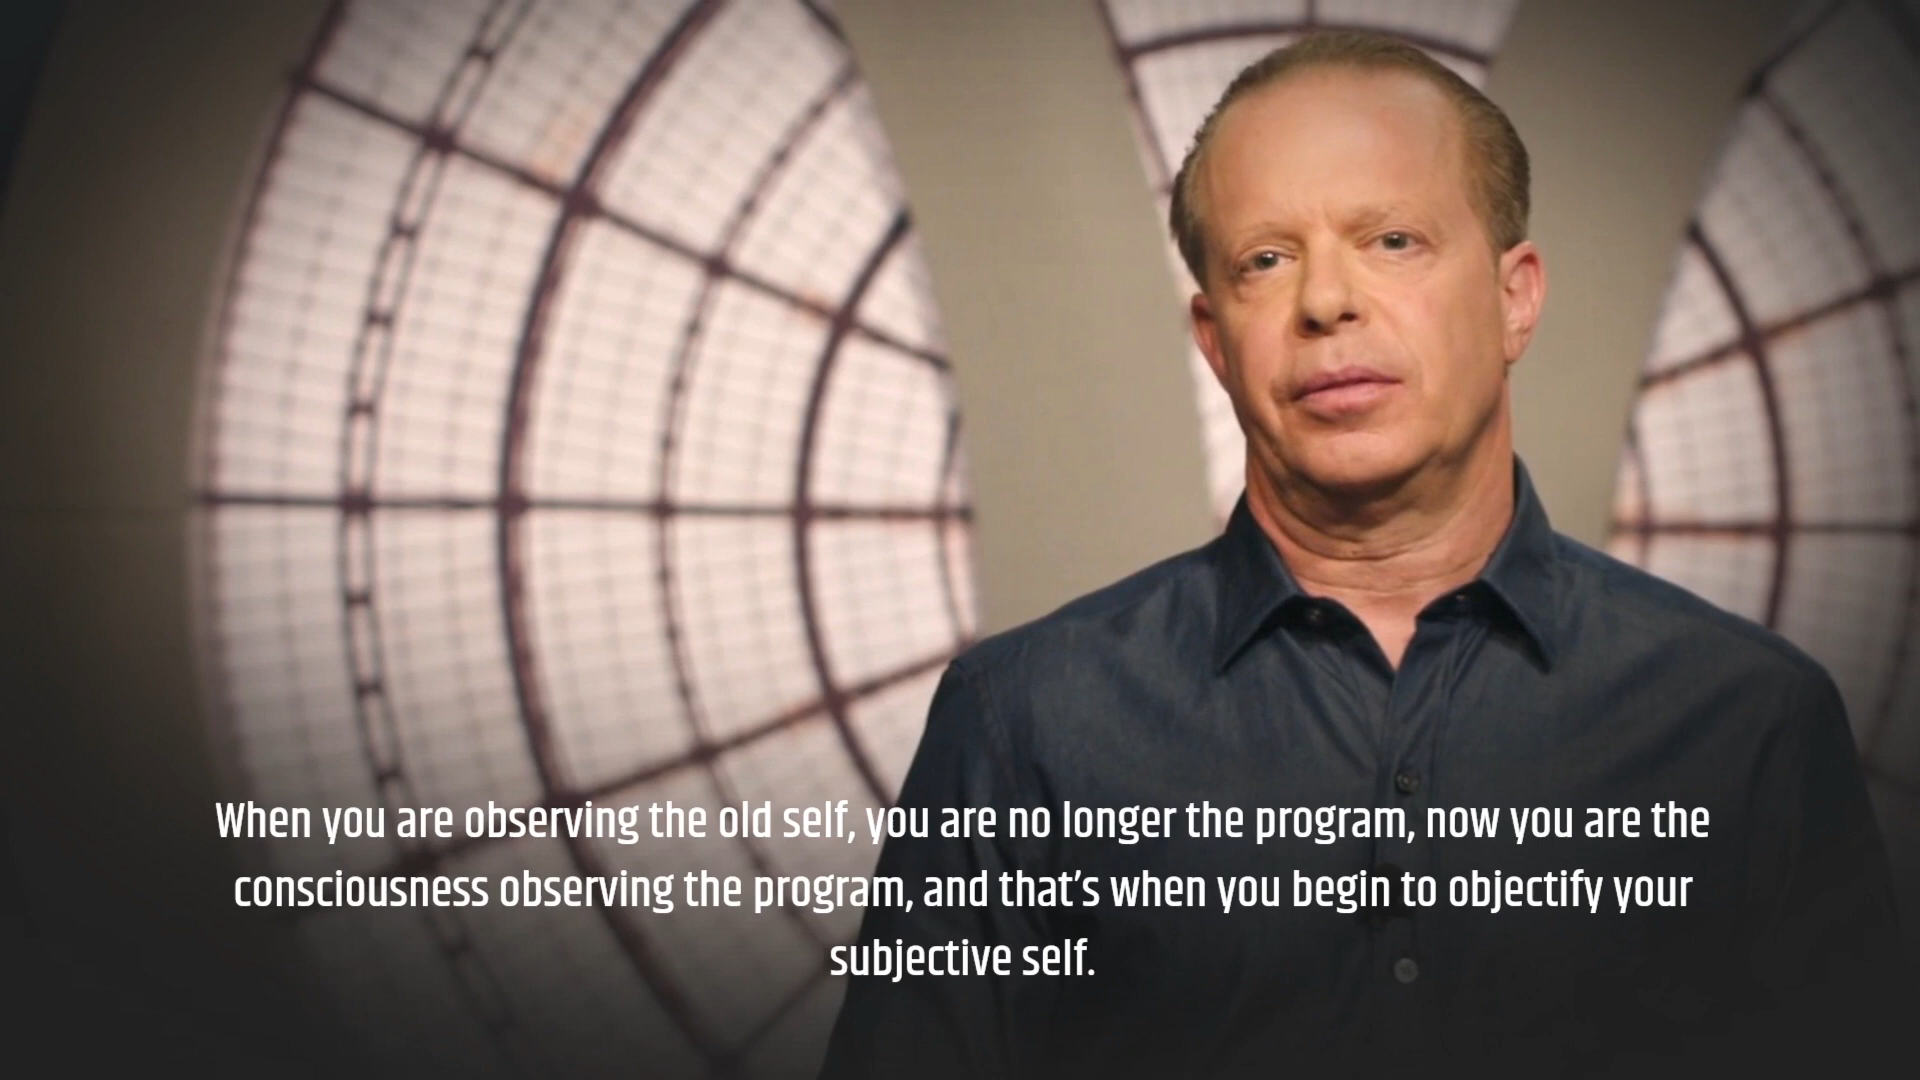 When you are observing the old self, you are no longer the program, now you are the
consciousness observing the program, and that’s when you begin to objectify your
subjective self.